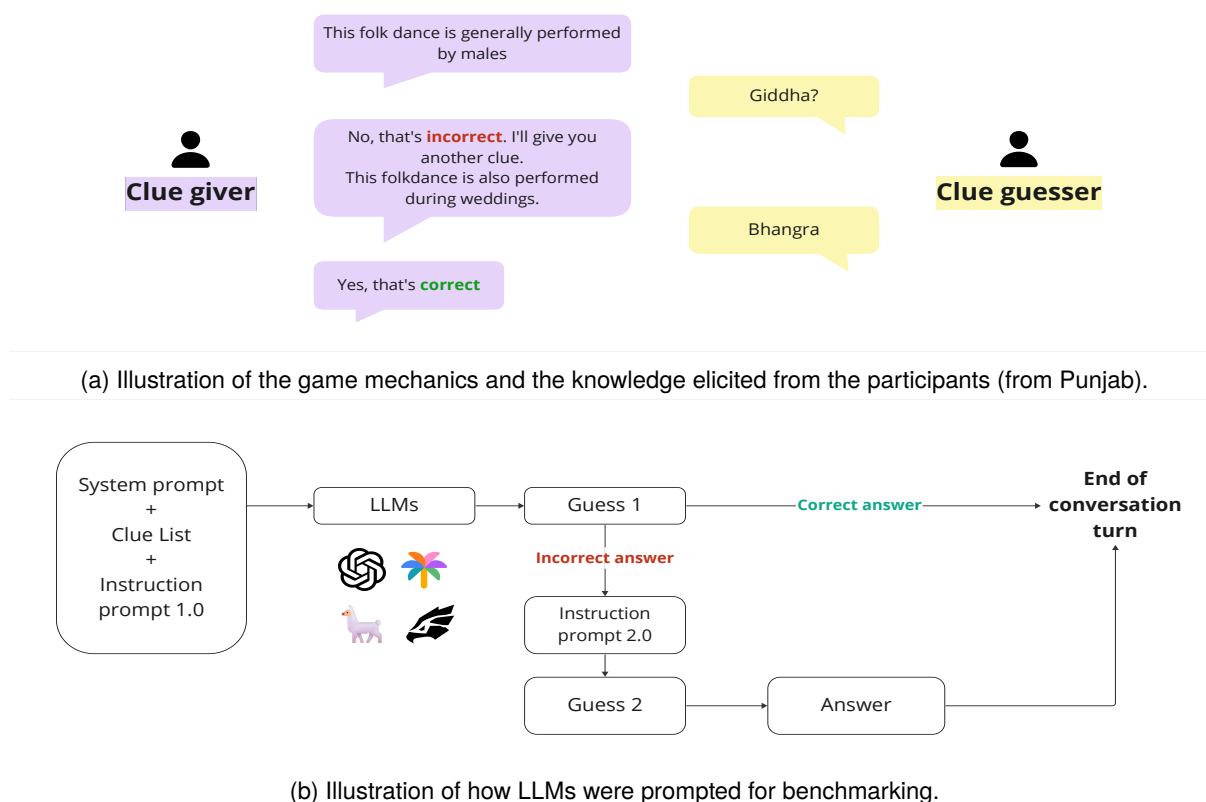 This folk dance is generally performed
by males
Giddha?
No, that's incorrect. I'll give you
another clue.
This folkdance is also performed
during weddings.
Clue giver
Clue guesser
Bhangra
Yes, that's correct
(a) Illustration of the game mechanics and the knowledge elicited from the participants (from Punjab).
System prompt
+
Clue List
+
Instruction
prompt 1.0
LLMs
Guess 1
Correct answer
End of
conversation
turn
Incorrect answer
Instruction
prompt 2.0
Guess 2
Answer
(b) Illustration of how LLMs were prompted for benchmarking.